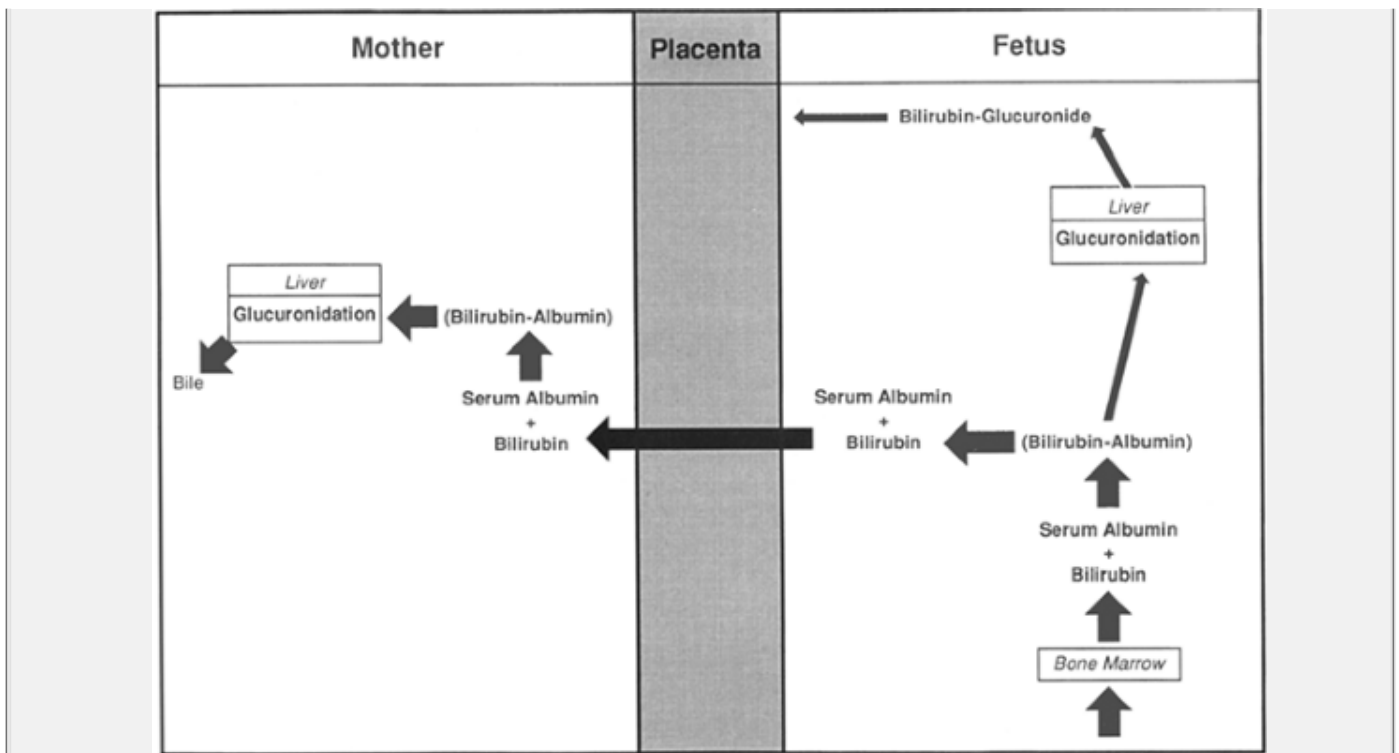 Mother
Placenta
Fetus
Bilirubin-Glucuronide
Liver
Glucuronidation
Liver
Glucuronidation
(Bilirubin-Albumin)
Bile
Serum Albumin
+
Bilirubin
Serum Albumin
+
Bilirubin
(Bilirubin-Albumin)
Serum Albumin
+
Bilirubin
Bone Marrow